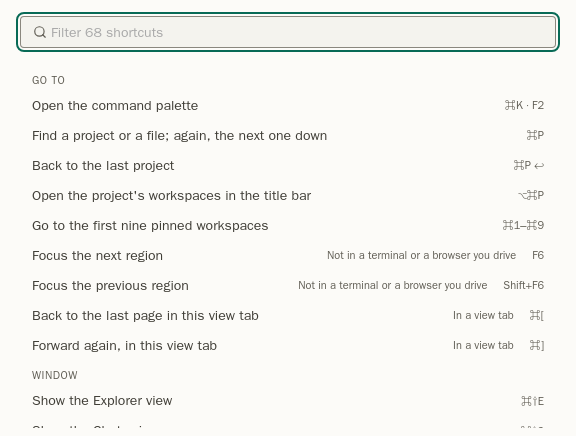 Filter 68 shortcuts
GO TO
Open the command palette ⌘K · F2
Find a project or a file; again, the next one down ⌘P
Back to the last project ⌘P ↩
Open the project's workspaces in the title bar ⌥⌘P
Go to the first nine pinned workspaces ⌘1–⌘9
Focus the next region Not in a terminal or a browser you drive F6
Focus the previous region Not in a terminal or a browser you drive Shift+F6
Back to the last page in this view tab In a view tab ⌘[
Forward again, in this view tab In a view tab ⌘]
WINDOW
Show the Explorer view ⌘⇧E